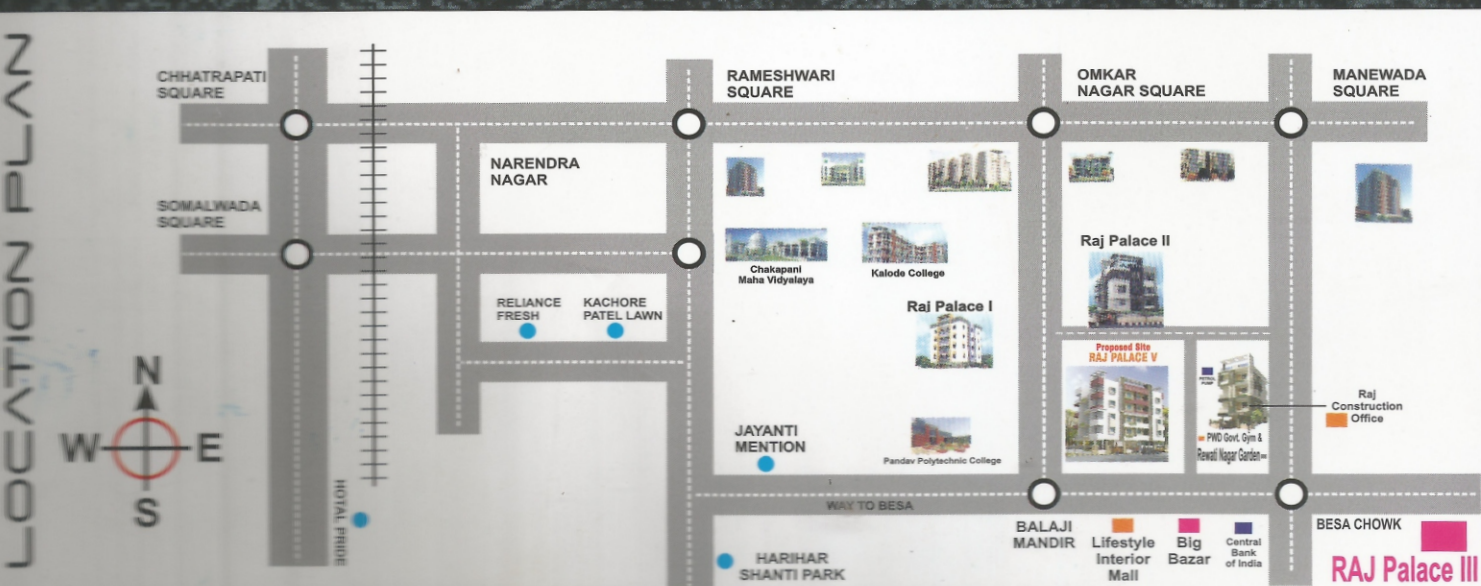 LOCATION PLAN
CHHATRAPATI
SQUARE
RAMESHWARI
SQUARE
OMKAR
NAGAR SQUARE
MANEWADA
SQUARE
NARENDRA
NAGAR
SOMALWADA
SQUARE
Chakapani
Maha Vidyalaya
Kalode College
Raj Palace II
RELIANCE
FRESH
KACHORE
PATEL LAWN
Raj Palace I
Proposed Site
RAJ PALACE V
PETROL
PUMP
Raj
Construction
Office
N
W E
S
JAYANTI
MENTION
Pandav Polytechnic College
PWD Govt. Gym &
Rewati Nagar Garden
HOTAL PRIDE
WAY TO BESA
BALAJI
MANDIR
Lifestyle
Interior
Mall
Big
Bazar
Central
Bank
of India
BESA CHOWK
RAJ Palace III
HARIHAR
SHANTI PARK